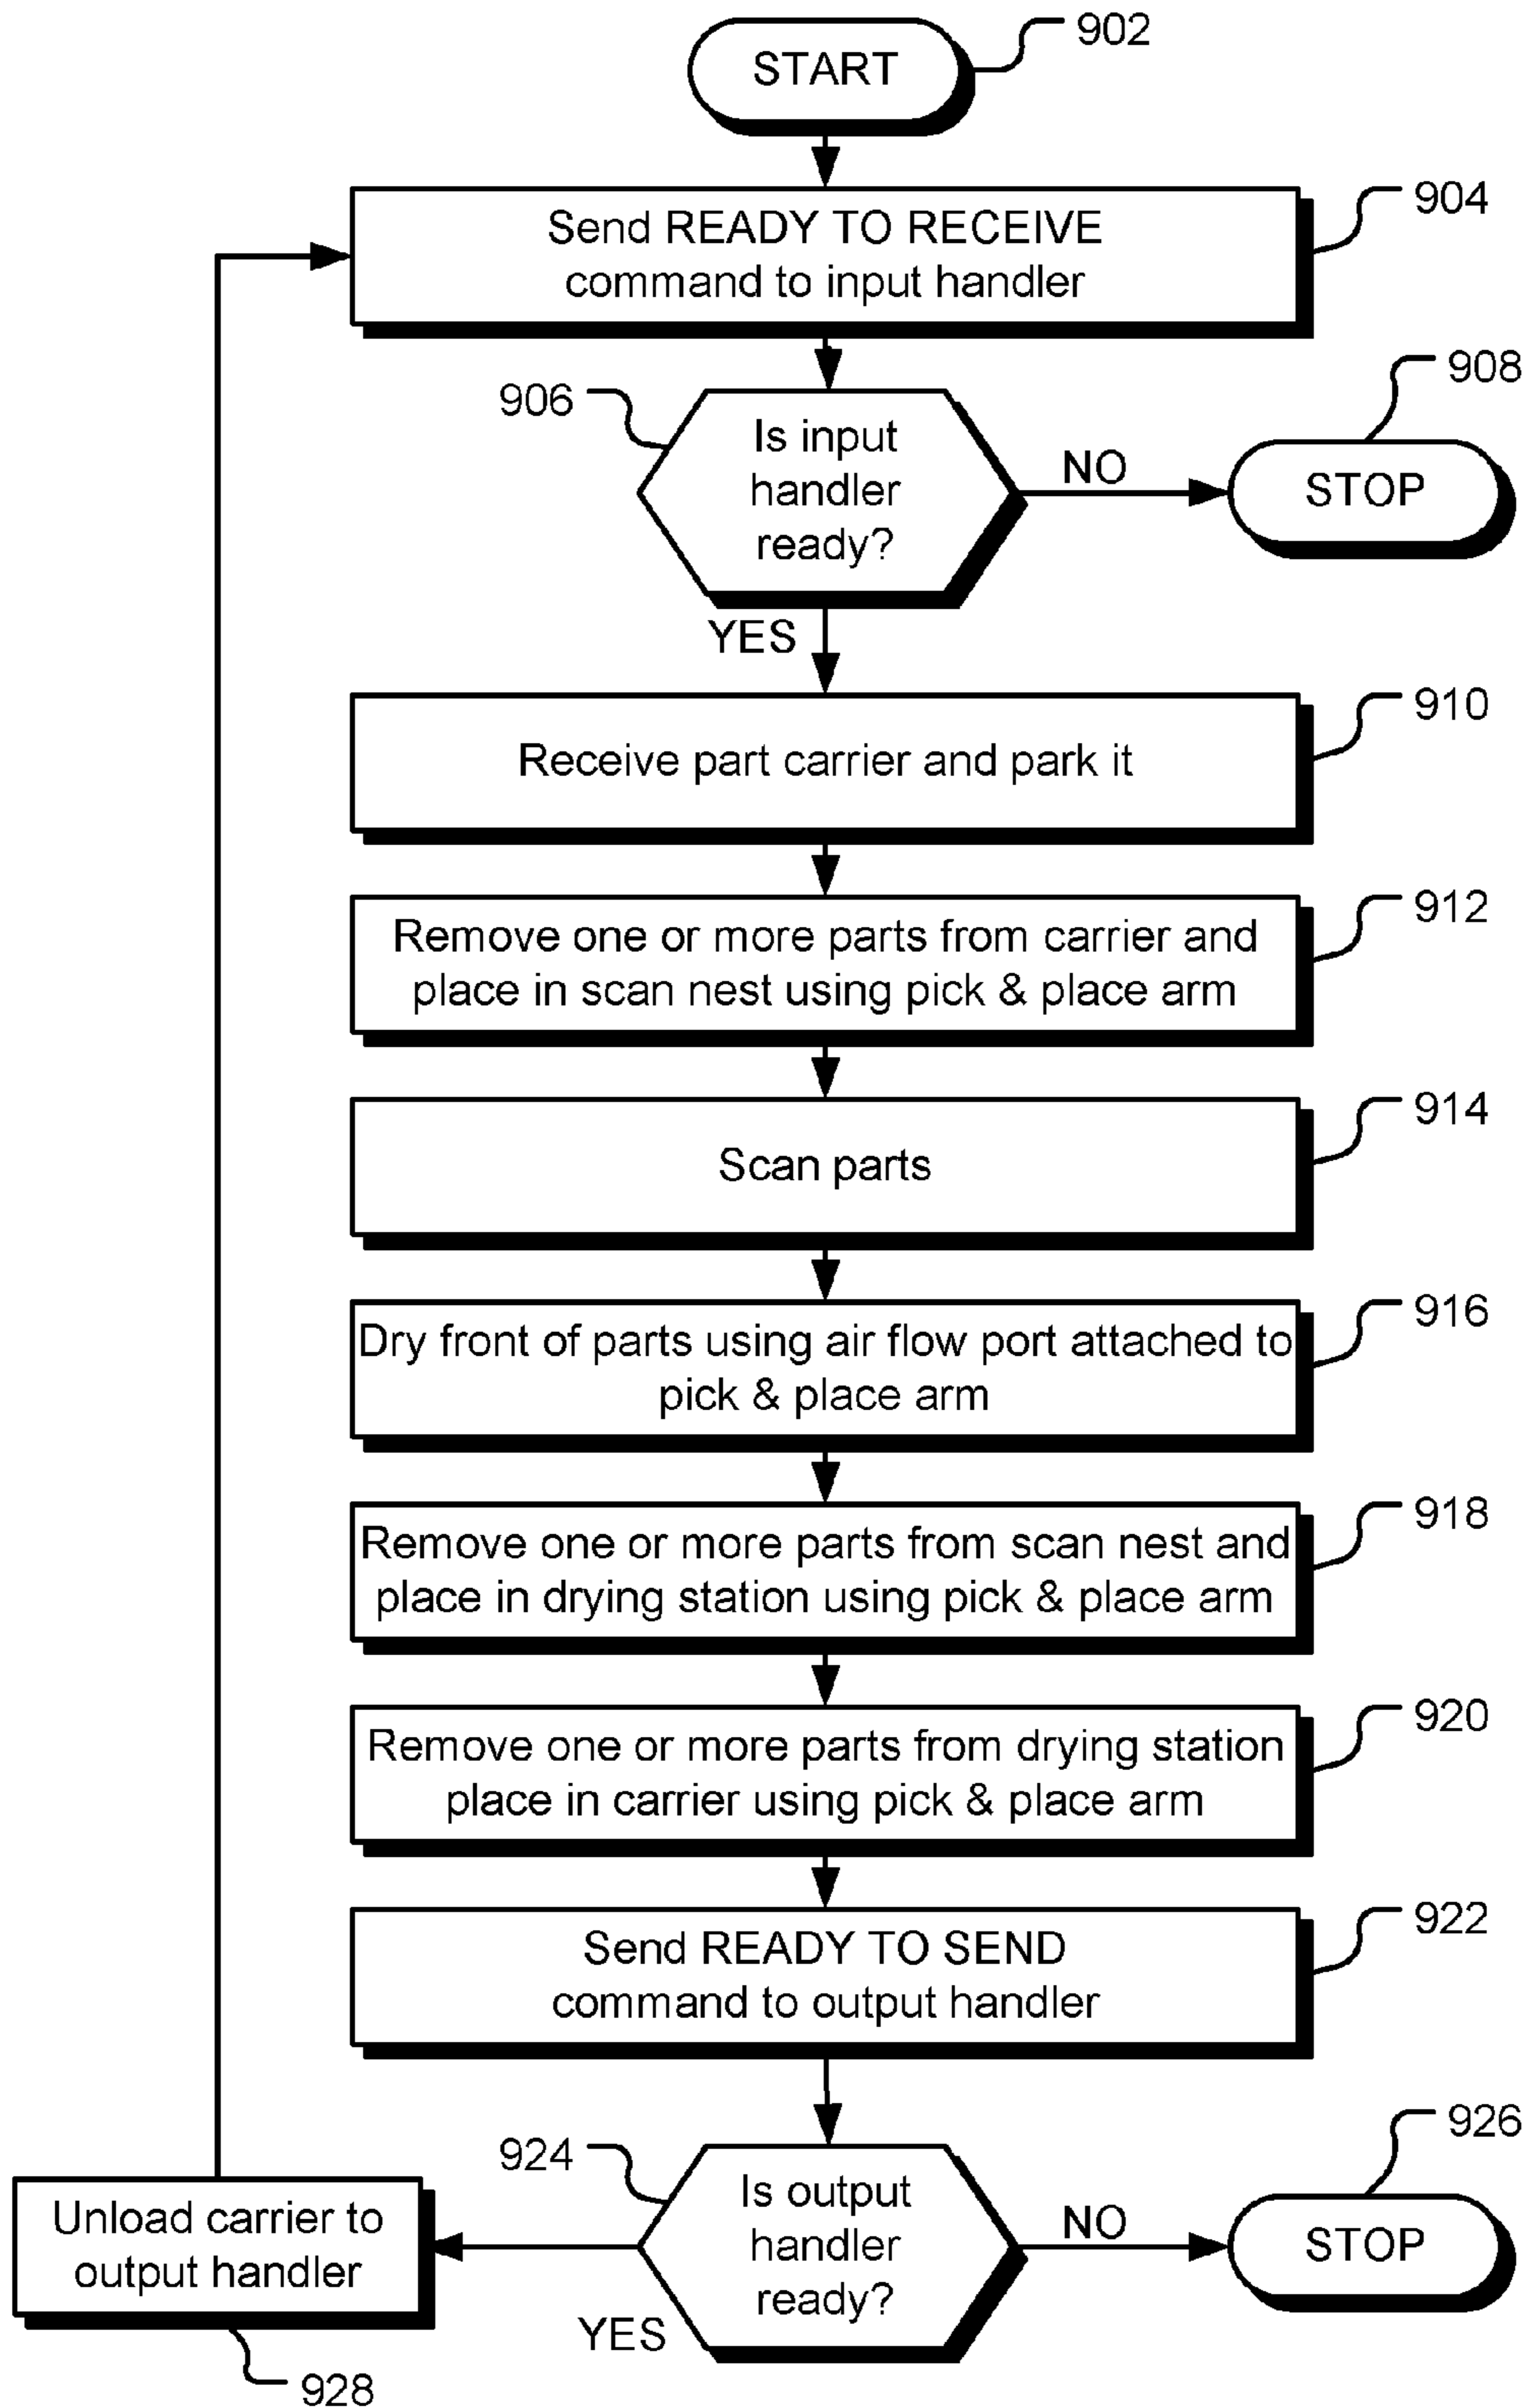 START
902
Send READY TO RECEIVE
command to input handler
904
906
Is input
handler
ready?
NO
908
STOP
YES
Receive part carrier and park it
910
Remove one or more parts from carrier and
place in scan nest using pick & place arm
912
Scan parts
914
Dry front of parts using air flow port attached to
pick & place arm
916
Remove one or more parts from scan nest and
place in drying station using pick & place arm
918
Remove one or more parts from drying station
place in carrier using pick & place arm
920
Send READY TO SEND
command to output handler
922
924
Is output
handler
ready?
NO
926
STOP
YES
Unload carrier to
output handler
928